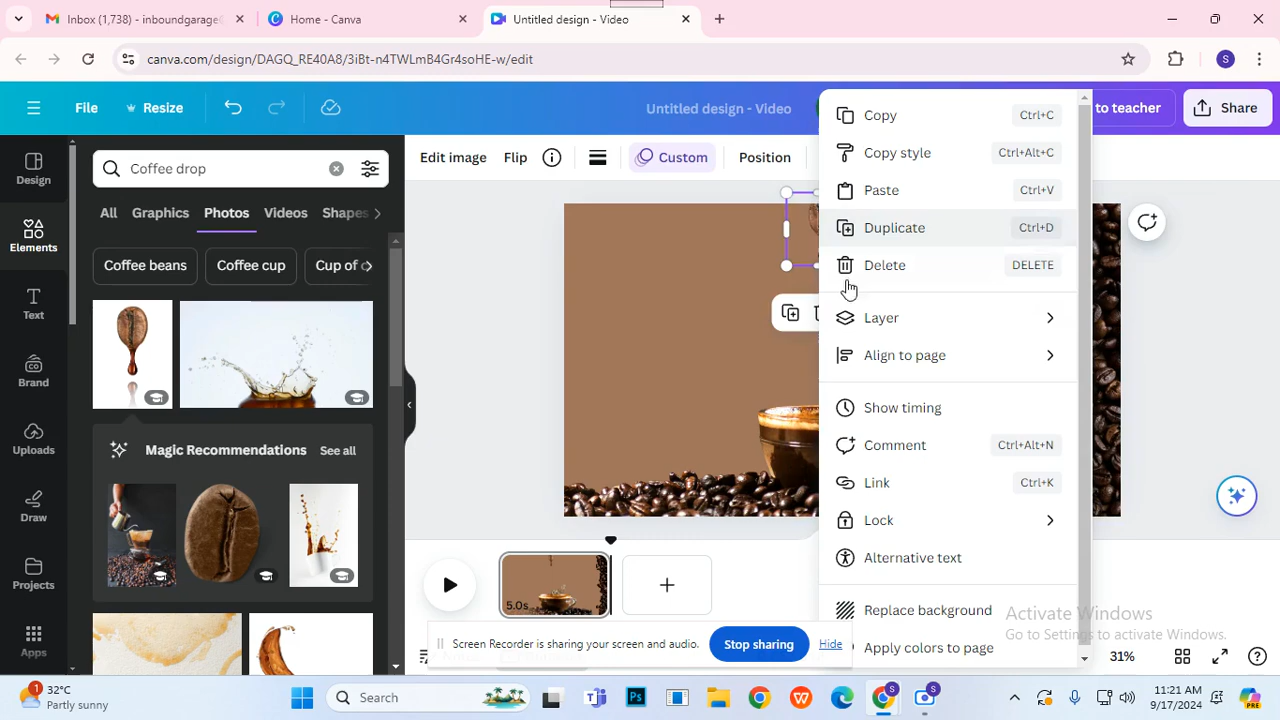 Inbox (1,738) - inboundgarage@
Home - Canva
Untitled design - Video
canva.com/design/DAGQ_RE40A8/3iBt-n4TWLmB4Gr4soHE-w/edit
S
File
Resize
Untitled design - Video
to teacher
Share
Coffee drop
Edit image
Flip
Custom
Position
Design
Elements
Text
Brand
Uploads
Draw
Projects
Apps
All
Graphics
Photos
Videos
Shapes
Coffee beans
Coffee cup
Cup of
Magic Recommendations
See all
Copy Ctrl+C
Copy style Ctrl+Alt+C
Paste Ctrl+V
Duplicate Ctrl+D
Delete DELETE
Layer
Align to page
Show timing
Comment Ctrl+Alt+N
Link Ctrl+K
Lock
Alternative text
Replace background
Apply colors to page
5.0s
Screen Recorder is sharing your screen and audio.
Stop sharing
Hide
Activate Windows
Go to Settings to activate Windows.
31%
1
32°C
Partly sunny
Search
Ps
W
S
S
11:21 AM
9/17/2024
PRE